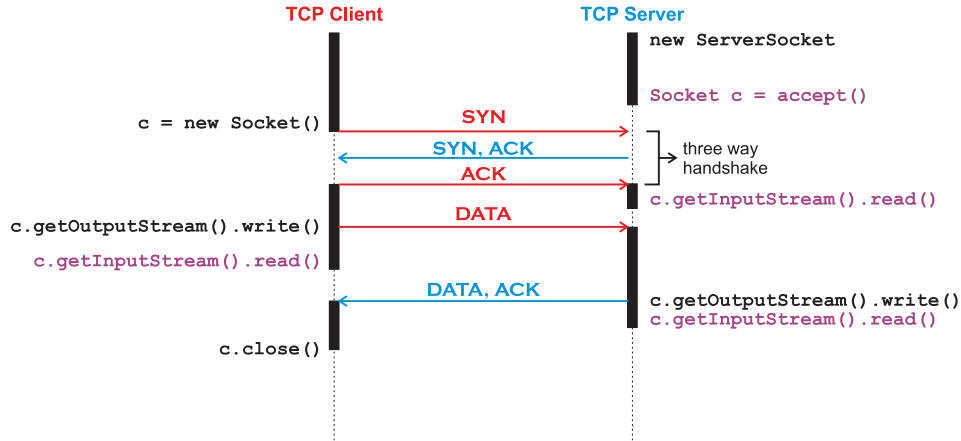 TCP Client
TCP Server
new ServerSocket
Socket c = accept()
c = new Socket()
SYN
SYN, ACK
three way
handshake
ACK
c.getInputStream().read()
DATA
c.getOutputStream().write()
c.getInputStream().read()
DATA, ACK
c.getOutputStream().write()
c.getInputStream().read()
c.close()